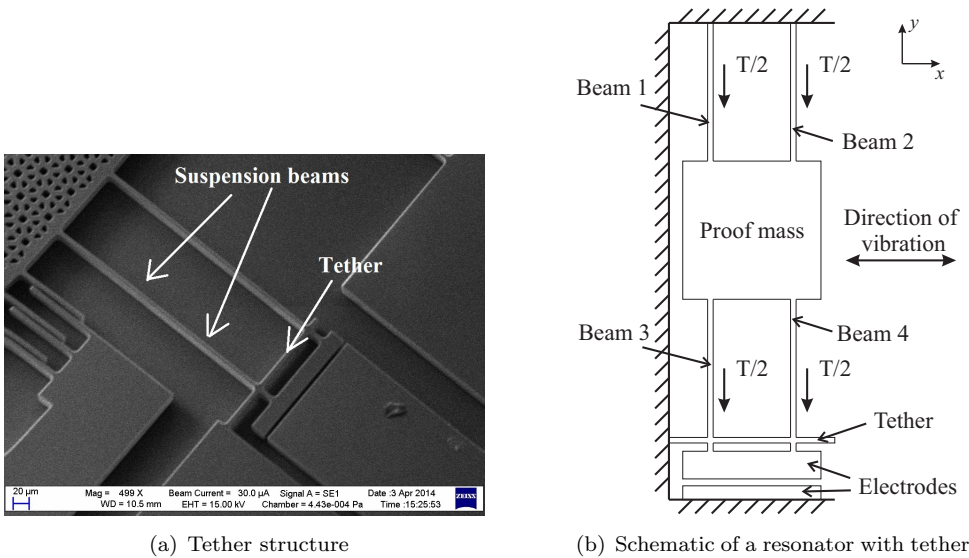 Suspension beams
Tether
20 µm
Mag = 499 X
WD = 10.5 mm
Beam Current = 30.0 µA
EHT = 15.00 kV
Signal A = SE1
Chamber = 4.43e-004 Pa
Date :3 Apr 2014
Time :15:25:53
ZEISS
(a) Tether structure
y
x
T/2
T/2
Beam 1
Beam 2
Proof mass
Direction of
vibration
Beam 3
Beam 4
T/2
T/2
Tether
Electrodes
(b) Schematic of a resonator with tether